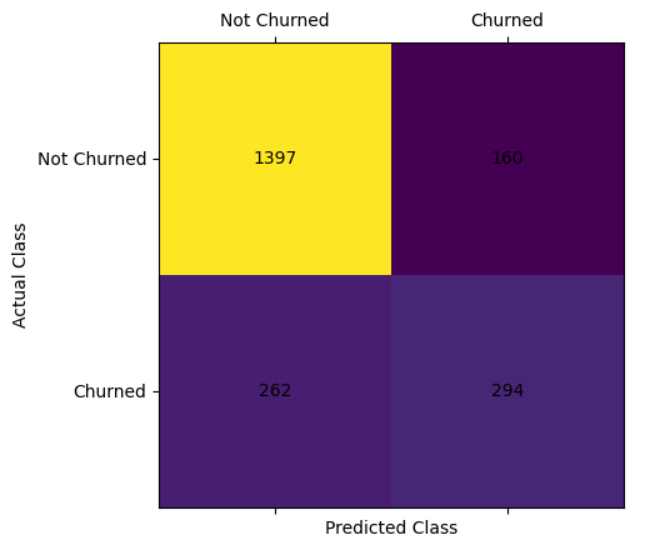 Not Churned Churned
Not Churned 1397 160
Actual Class
Churned 262 294
Predicted Class